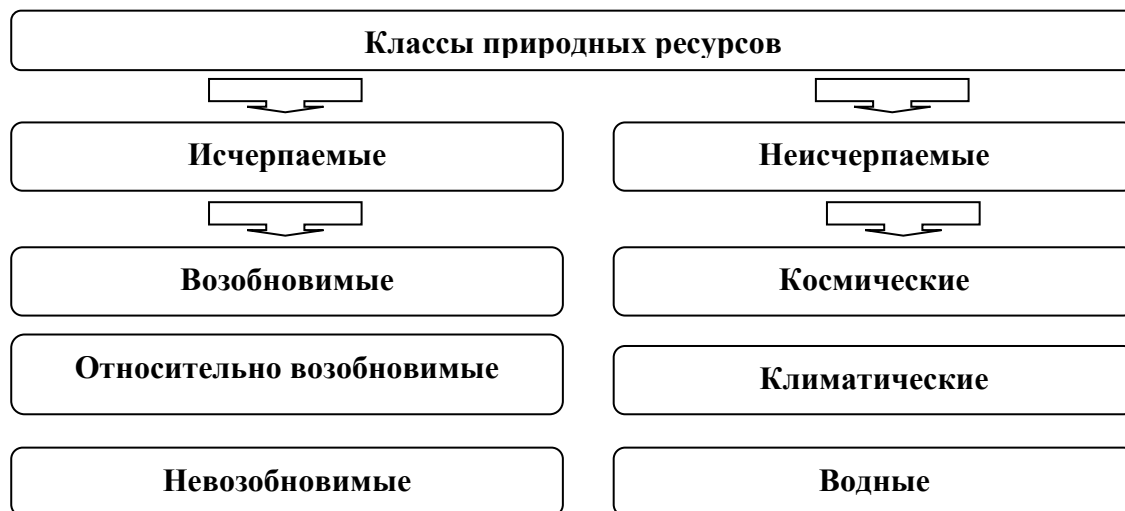 Классы природных ресурсов
Исчерпаемые
Неисчерпаемые
Возобновимые
Космические
Относительно возобновимые
Климатические
Невозобновимые
Водные